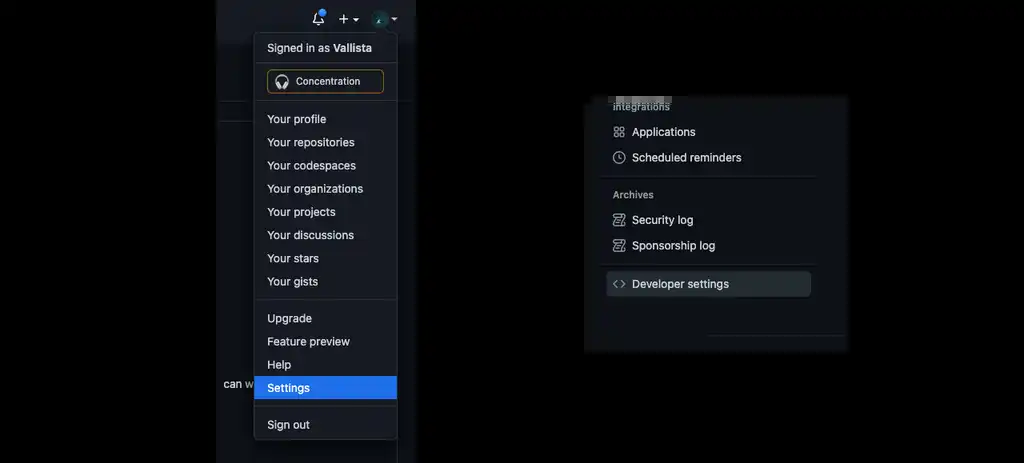 Signed in as Vallista
Concentration
Your profile
Your repositories
Your codespaces
Your organizations
Your projects
Your discussions
Your stars
Your gists
Upgrade
Feature preview
Help
can
Settings
Sign out
Integrations
Applications
Scheduled reminders
Archives
Security log
Sponsorship log
Developer settings